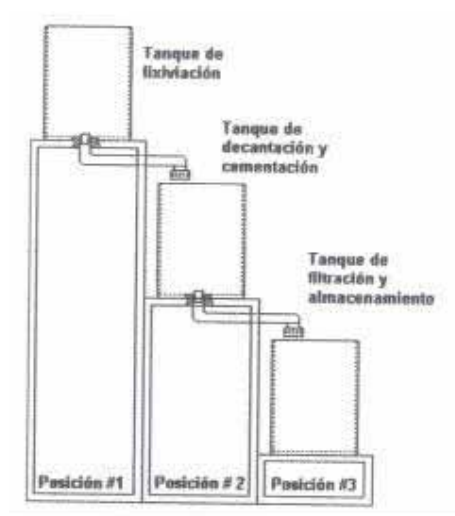 Tanque de
lixiviación
Tanque de
decantación y
cementación
Tanque de
filtración y
almacenamiento
Posición #1
Posición # 2
Posición #3